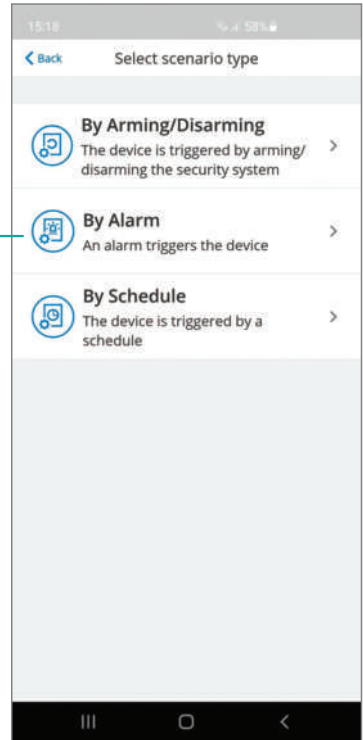 15:18 58%
Back Select scenario type
By Arming/Disarming
The device is triggered by arming/
disarming the security system
By Alarm
An alarm triggers the device
By Schedule
The device is triggered by a
schedule